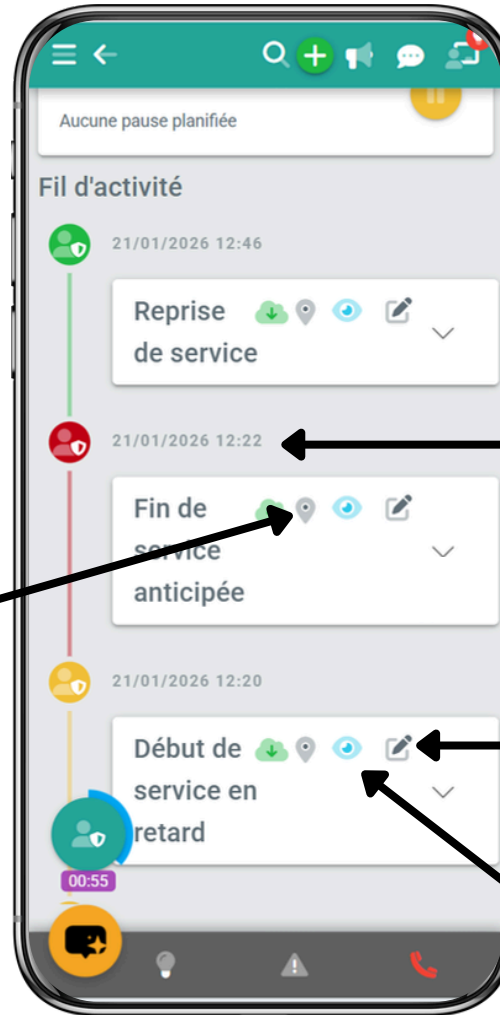 Aucune pause planifiée
Fil d'activité
21/01/2026 12:46
Reprise
de service
21/01/2026 12:22
Fin de
service
anticipée
21/01/2026 12:20
Début de
service en
retard
00:55